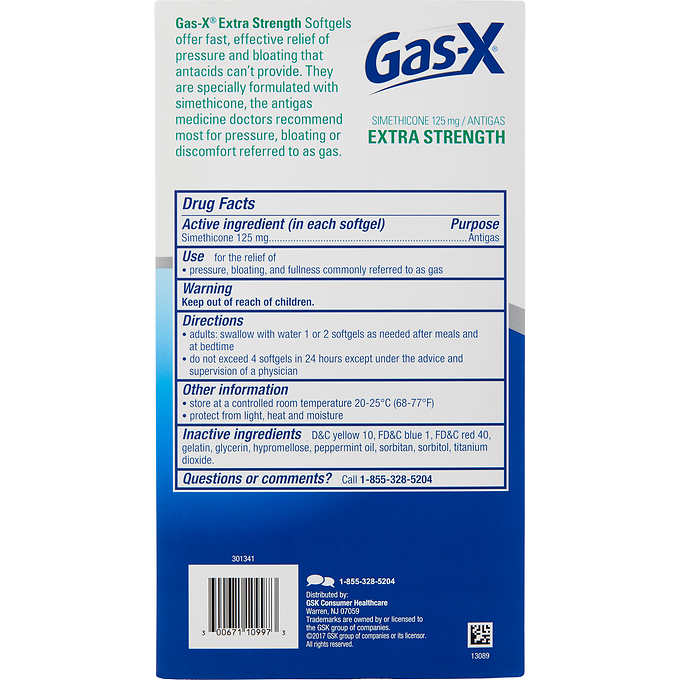 Gas-X® Extra Strength Softgels
offer fast, effective relief of
pressure and bloating that
antacids can't provide. They
are specially formulated with
simethicone, the antigas
medicine doctors recommend
most for pressure, bloating or
discomfort referred to as gas.
Gas-X®
SIMETHICONE 125 mg / ANTIGAS
EXTRA STRENGTH
Drug Facts
Active ingredient (in each softgel) Purpose
Simethicone 125 mg....................Antigas
Use for the relief of
• pressure, bloating, and fullness commonly referred to as gas
Warning
Keep out of reach of children.
Directions
• adults: swallow with water 1 or 2 softgels as needed after meals and
at bedtime
• do not exceed 4 softgels in 24 hours except under the advice and
supervision of a physician
Other information
• store at a controlled room temperature 20-25°C (68-77°F)
• protect from light, heat and moisture
Inactive ingredients D&C yellow 10, FD&C blue 1, FD&C red 40,
gelatin, glycerin, hypromellose, peppermint oil, sorbitan, sorbitol, titanium
dioxide.
Questions or comments? Call 1-855-328-5204
301341
3 00671 10997 3
1-855-328-5204
Distributed by:
GSK Consumer Healthcare
Warren, NJ 07059
Trademarks are owned by or licensed to
the GSK group of companies.
©2017 GSK group of companies or its licensor.
All rights reserved.
13089